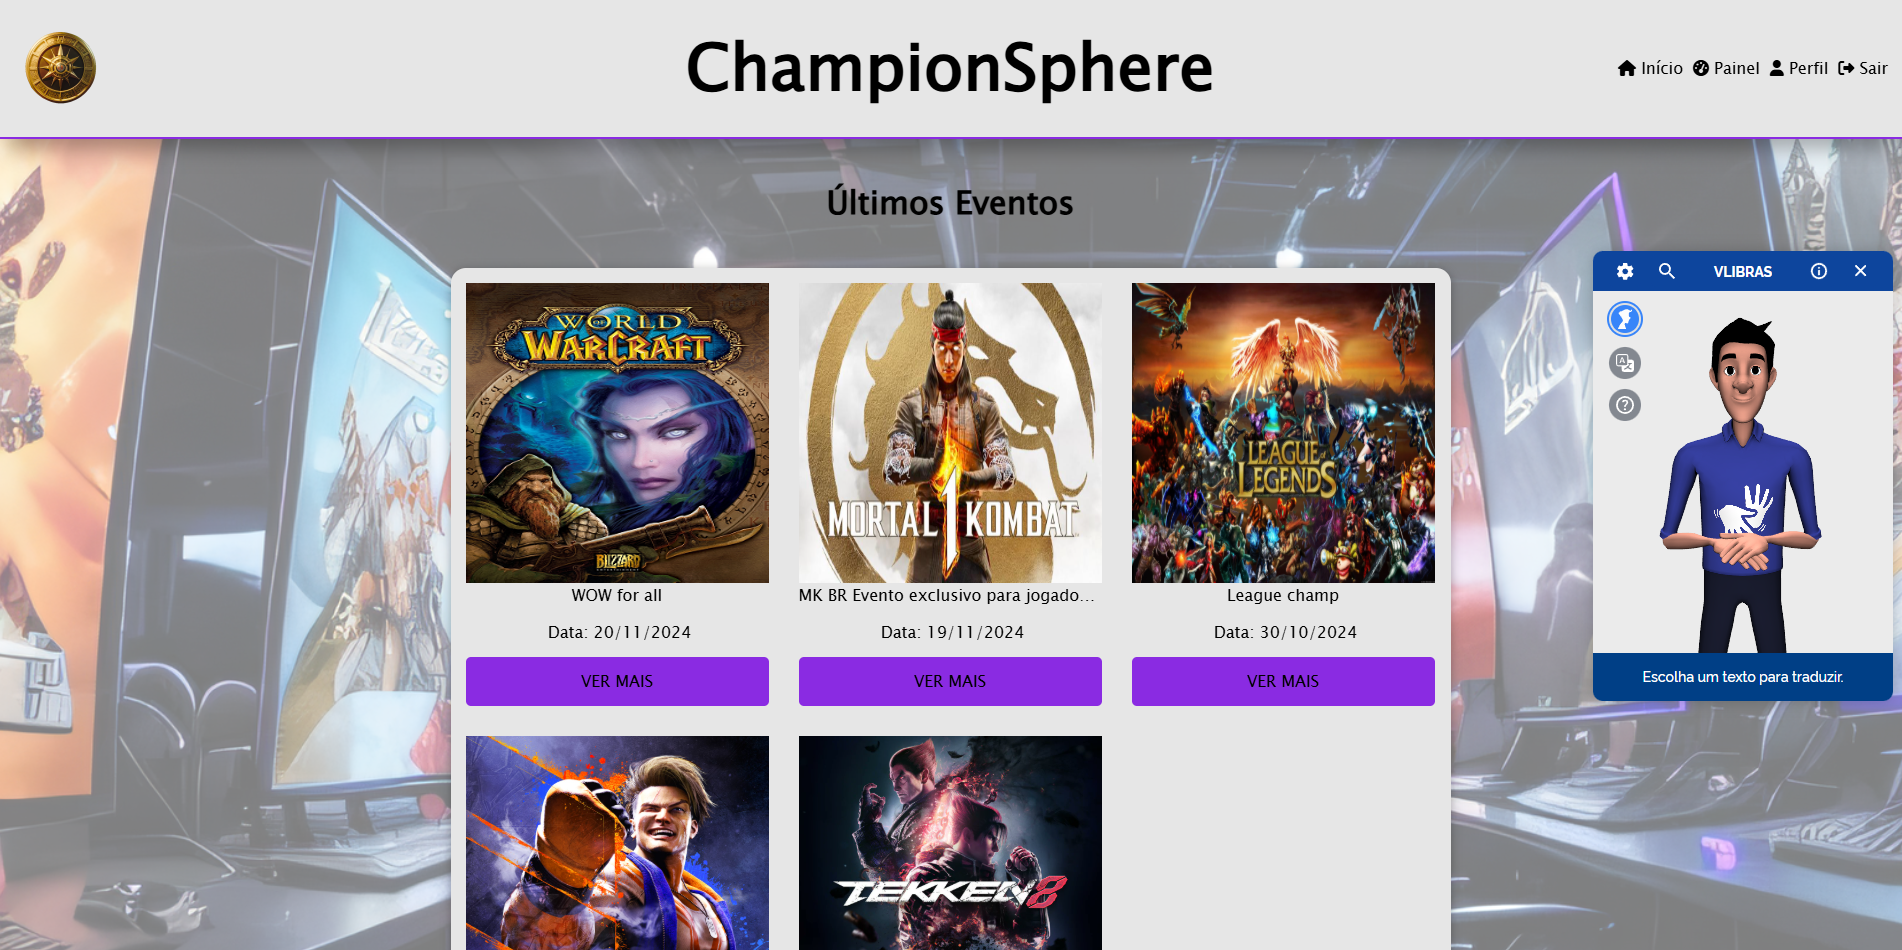 ChampionSphere
Início Painel Perfil Sair
Últimos Eventos
VLIBRAS
WORLD
OF
WARCRAFT
BLIZZARD
ENTERTAINMENT
MORTAL 1 KOMBAT
LEAGUE of
LEGENDS
WOW for all
MK BR Evento exclusivo para jogado...
League champ
Data: 20/11/2024
Data: 19/11/2024
Data: 30/10/2024
VER MAIS
VER MAIS
VER MAIS
Escolha um texto para traduzir.
TEKKEN 8